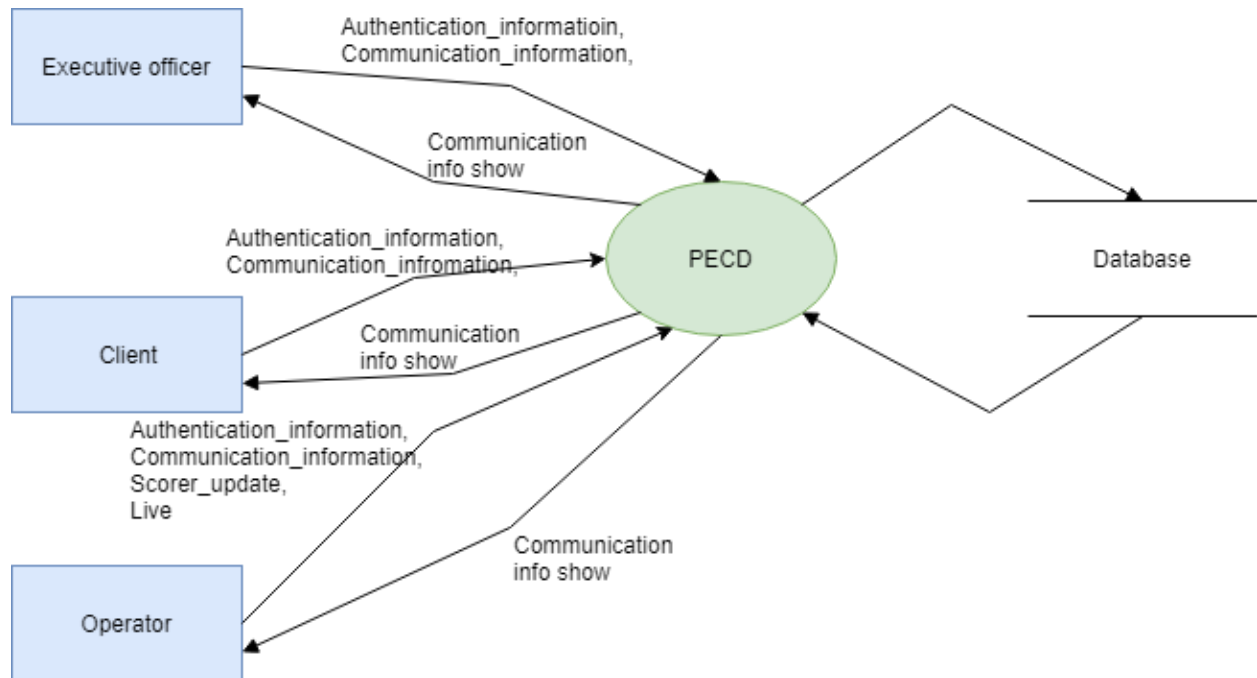 Authentication_informatioin,
Communication_information,
Executive officer
Communication
info show
Authentication_information,
Communication_infromation,
PECD
Database
Client
Communication
info show
Authentication_information,
Communication_information,
Scorer_update,
Live
Communication
info show
Operator